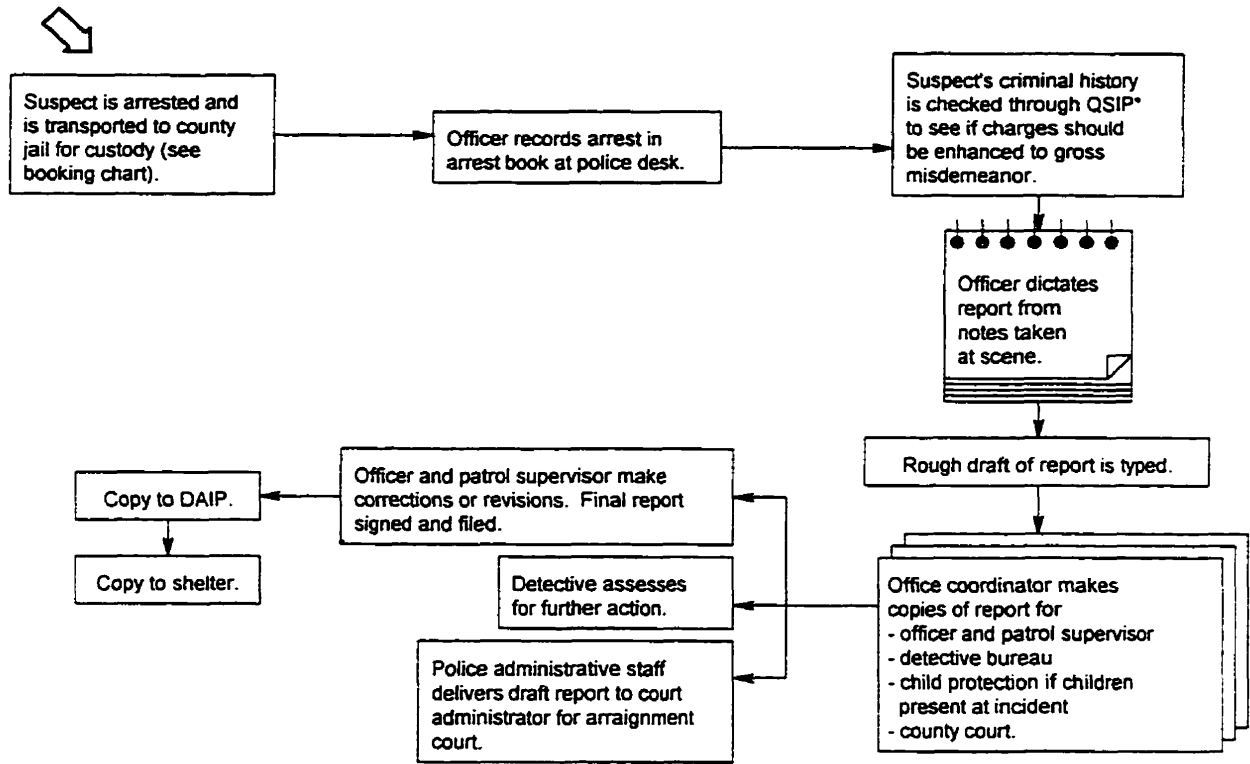 Suspect is arrested and
is transported to county
jail for custody (see
booking chart).
Officer records arrest in
arrest book at police desk.
Suspect's criminal history
is checked through QSIP*
to see if charges should
be enhanced to gross
misdemeanor.
Officer dictates
report from
notes taken
at scene.
Rough draft of report is typed.
Office coordinator makes
copies of report for
- officer and patrol supervisor
- detective bureau
- child protection if children
present at incident
- county court.
Officer and patrol supervisor make
corrections or revisions. Final report
signed and filed.
Copy to DAIP.
Copy to shelter.
Detective assesses
for further action.
Police administrative staff
delivers draft report to court
administrator for arraignment
court.